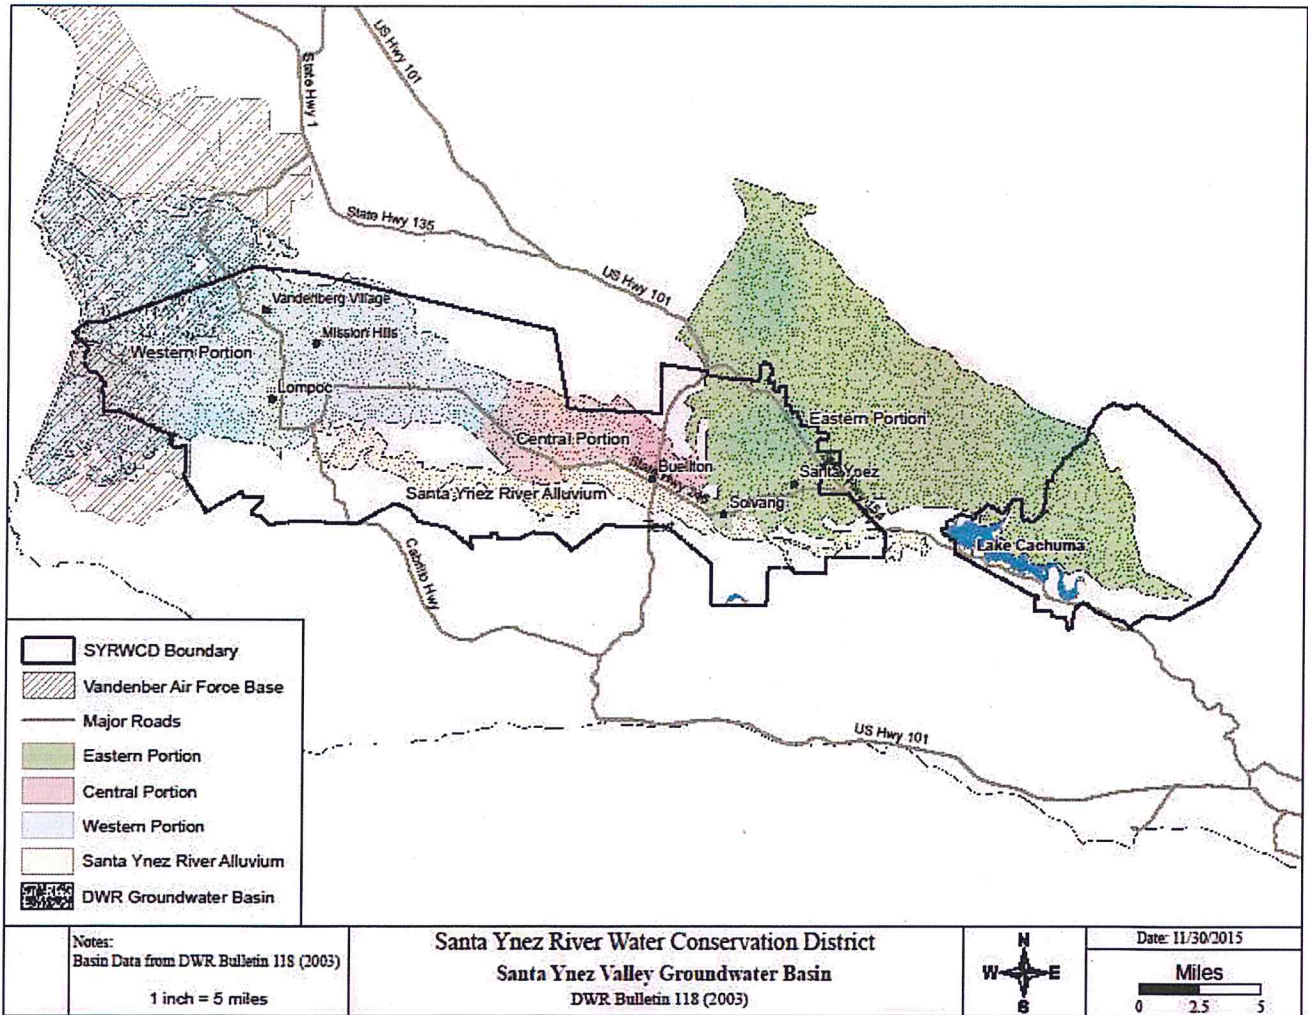 US Hwy 101
State Hwy 1
State Hwy 135
US Hwy 101
Vandenberg Village
Mission Hills
Western Portion
Lompoc
Eastern Portion
Central Portion
Buellton
Santa Ynez
Santa Ynez River Alluvium
Solvang
Text
Lake Cachuma
Cabrillo Hwy
US Hwy 101
SYRWCD Boundary
Vandenber Air Force Base
Major Roads
Eastern Portion
Central Portion
Western Portion
Santa Ynez River Alluvium
DWR Groundwater Basin
Notes:
Basin Data from DWR Bulletin 118 (2003)
1 inch = 5 miles
Santa Ynez River Water Conservation District
Santa Ynez Valley Groundwater Basin
DWR Bulletin 118 (2003)
N
W E
S
Date: 11/30/2015
Miles
0 2.5 5